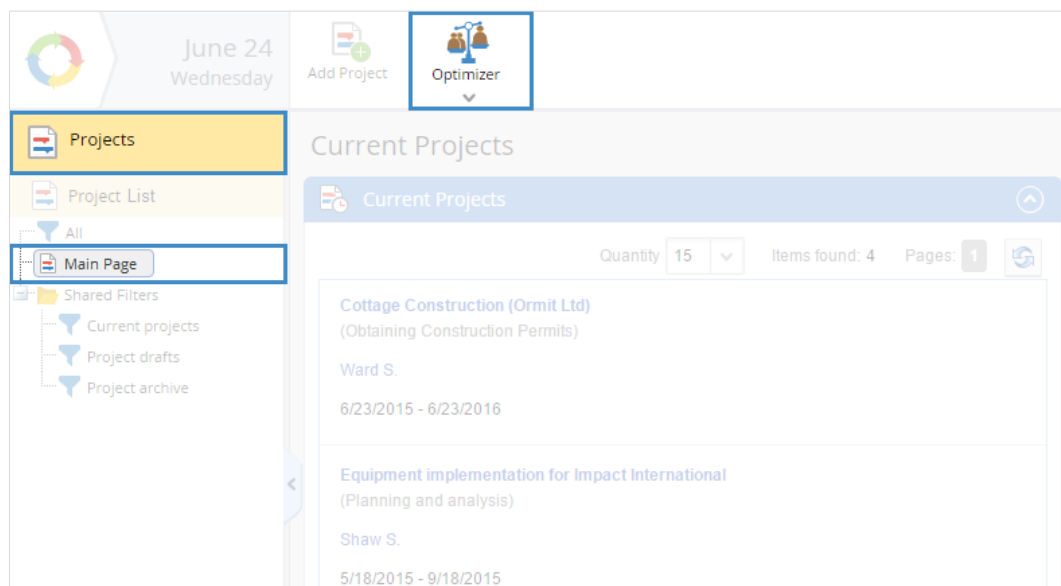 June 24
Wednesday
Add Project
Optimizer
Projects
Project List
All
Main Page
Shared Filters
Current projects
Project drafts
Project archive
Current Projects
Current Projects
Quantity 15 Items found: 4 Pages: 1
Cottage Construction (Ormit Ltd)
(Obtaining Construction Permits)
Ward S.
6/23/2015 - 6/23/2016
Equipment implementation for Impact International
(Planning and analysis)
Shaw S.
5/18/2015 - 9/18/2015